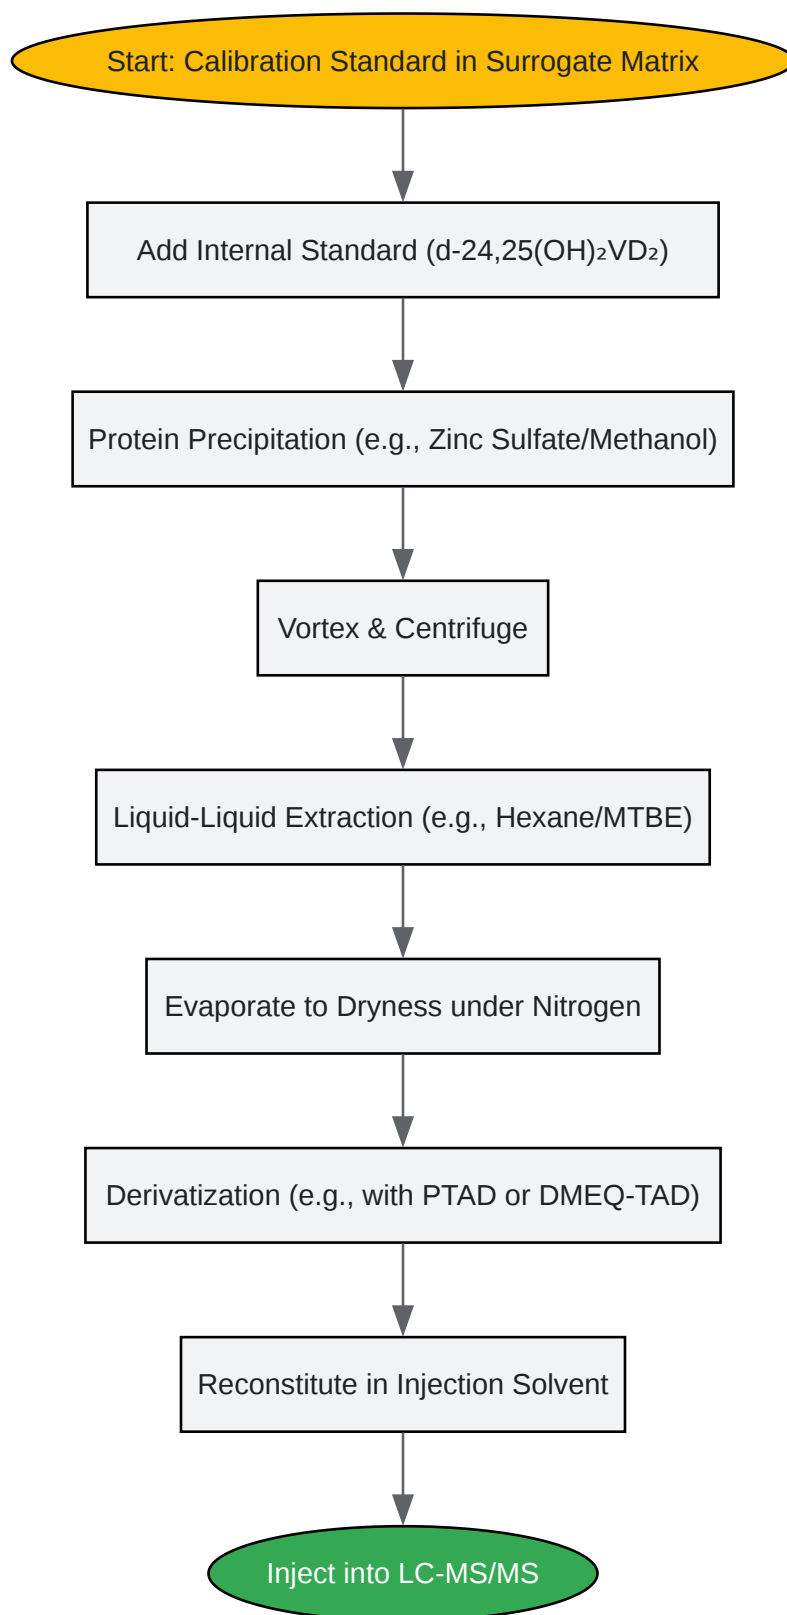 Start: Calibration Standard in Surrogate Matrix
Add Internal Standard (d-24,25(OH)₂VD₂)
Protein Precipitation (e.g., Zinc Sulfate/Methanol)
Vortex & Centrifuge
Liquid-Liquid Extraction (e.g., Hexane/MTBE)
Evaporate to Dryness under Nitrogen
Derivatization (e.g., with PTAD or DMEQ-TAD)
Reconstitute in Injection Solvent
Inject into LC-MS/MS